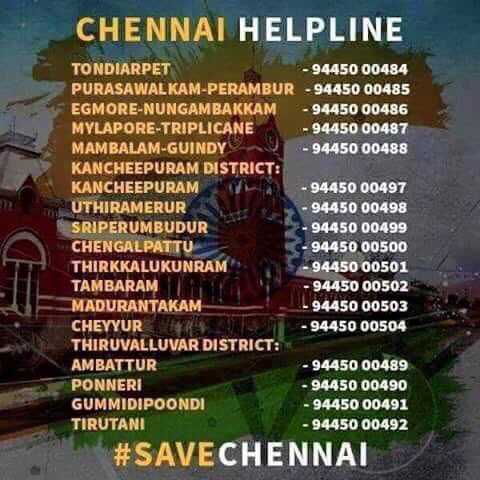 CHENNAI HELPLINE
TONDIARPET - 94450 00484
PURASAWALKAM-PERAMBUR - 94450 00485
EGMORE-NUNGAMBAKKAM - 94450 00486
MYLAPORE-TRIPLICANE - 94450 00487
MAMBALAM-GUINDY - 94450 00488
KANCHEEPURAM DISTRICT:
KANCHEEPURAM - 94450 00497
UTHIRAMERUR - 94450 00498
SRIPERUMBUDUR - 94450 00499
CHENGALPATTU - 94450 00500
THIRKKALUKUNRAM - 94450 00501
TAMBARAM - 94450 00502
MADURANTAKAM - 94450 00503
CHEYYUR - 94450 00504
THIRUVALLUVAR DISTRICT:
AMBATTUR - 94450 00489
PONNERI - 94450 00490
GUMMIDIPOONDI - 94450 00491
TIRUTANI - 94450 00492
#SAVECHENNAI